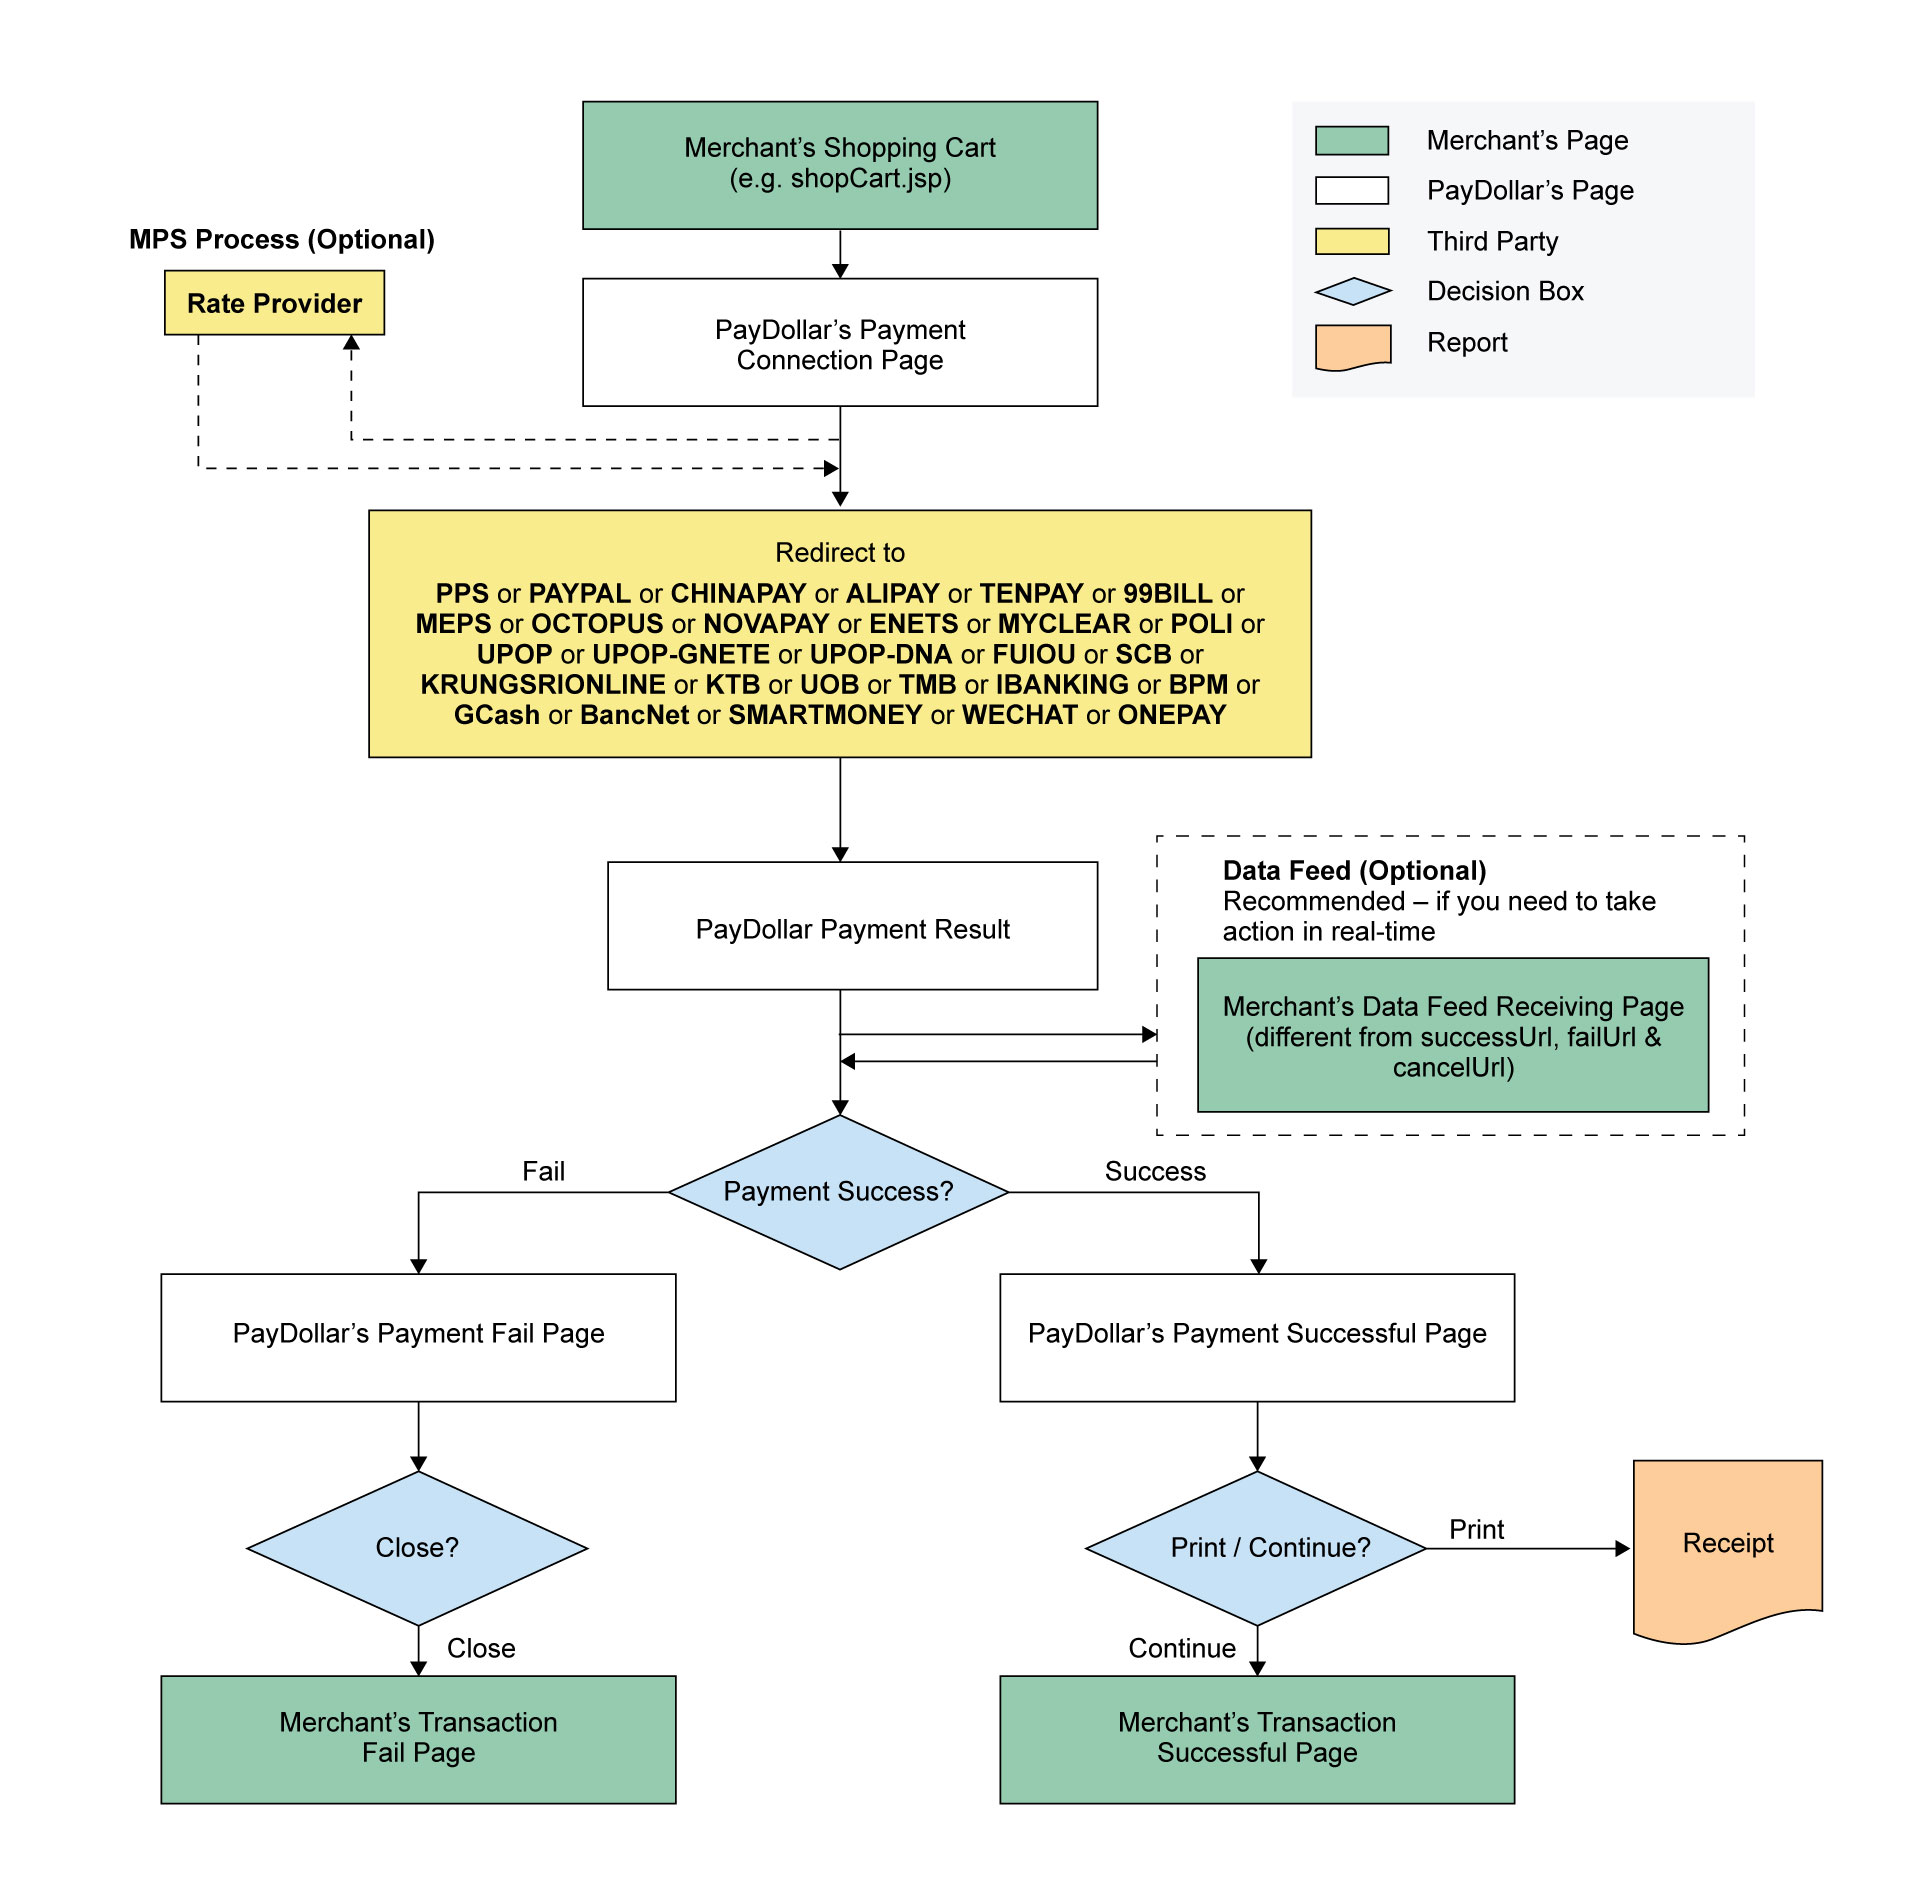 Merchant’s Shopping Cart
(e.g. shopCart.jsp)
Merchant’s Page
PayDollar’s Page
Third Party
Decision Box
Report
MPS Process (Optional)
Rate Provider
PayDollar’s Payment
Connection Page
Redirect to
PPS or PAYPAL or CHINAPAY or ALIPAY or TENPAY or 99BILL or
MEPS or OCTOPUS or NOVAPAY or ENETS or MYCLEAR or POLI or
UPOP or UPOP-GNETE or UPOP-DNA or FUIOU or SCB or
KRUNGSRIONLINE or KTB or UOB or TMB or IBANKING or BPM or
GCash or BancNet or SMARTMONEY or WECHAT or ONEPAY
PayDollar Payment Result
Data Feed (Optional)
Recommended – if you need to take
action in real-time
Merchant’s Data Feed Receiving Page
(different from successUrl, failUrl &
cancelUrl)
Fail
Payment Success?
Success
PayDollar’s Payment Fail Page
PayDollar’s Payment Successful Page
Close?
Print / Continue?
Print
Receipt
Close
Continue
Merchant’s Transaction
Fail Page
Merchant’s Transaction
Successful Page